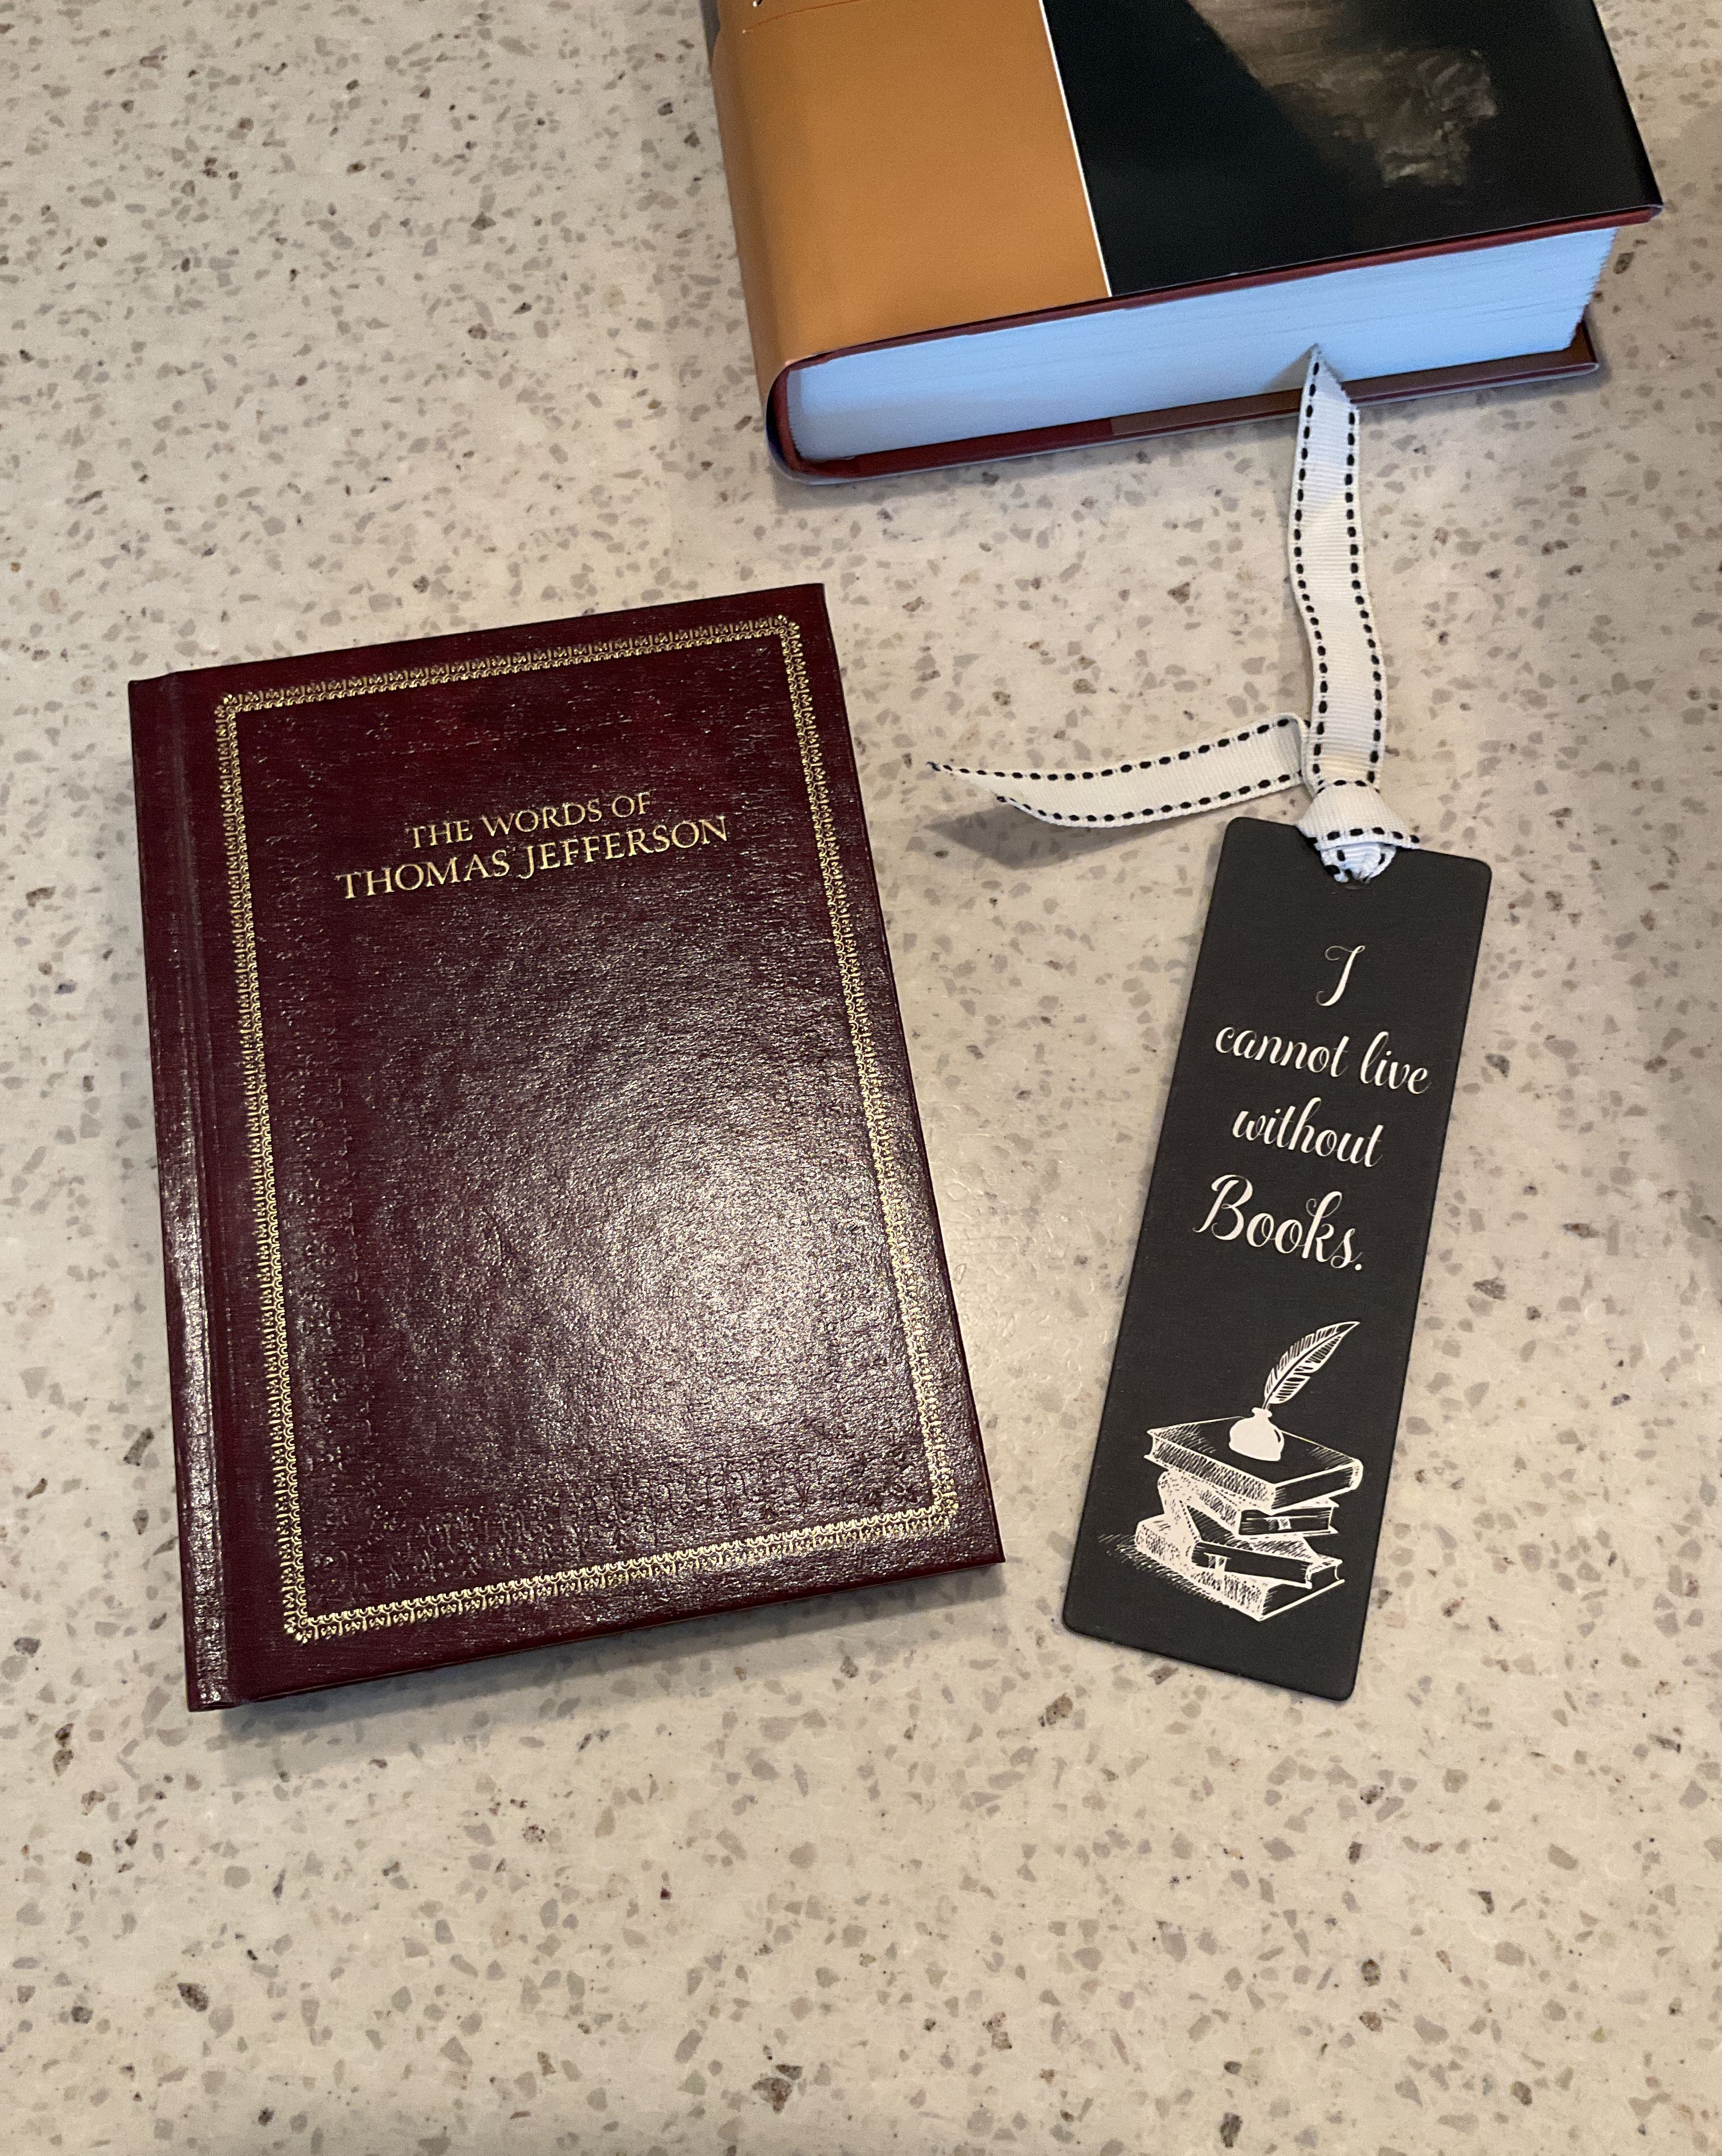 THE WORDS OF
THOMAS JEFFERSON
I
cannot live
without
Books.